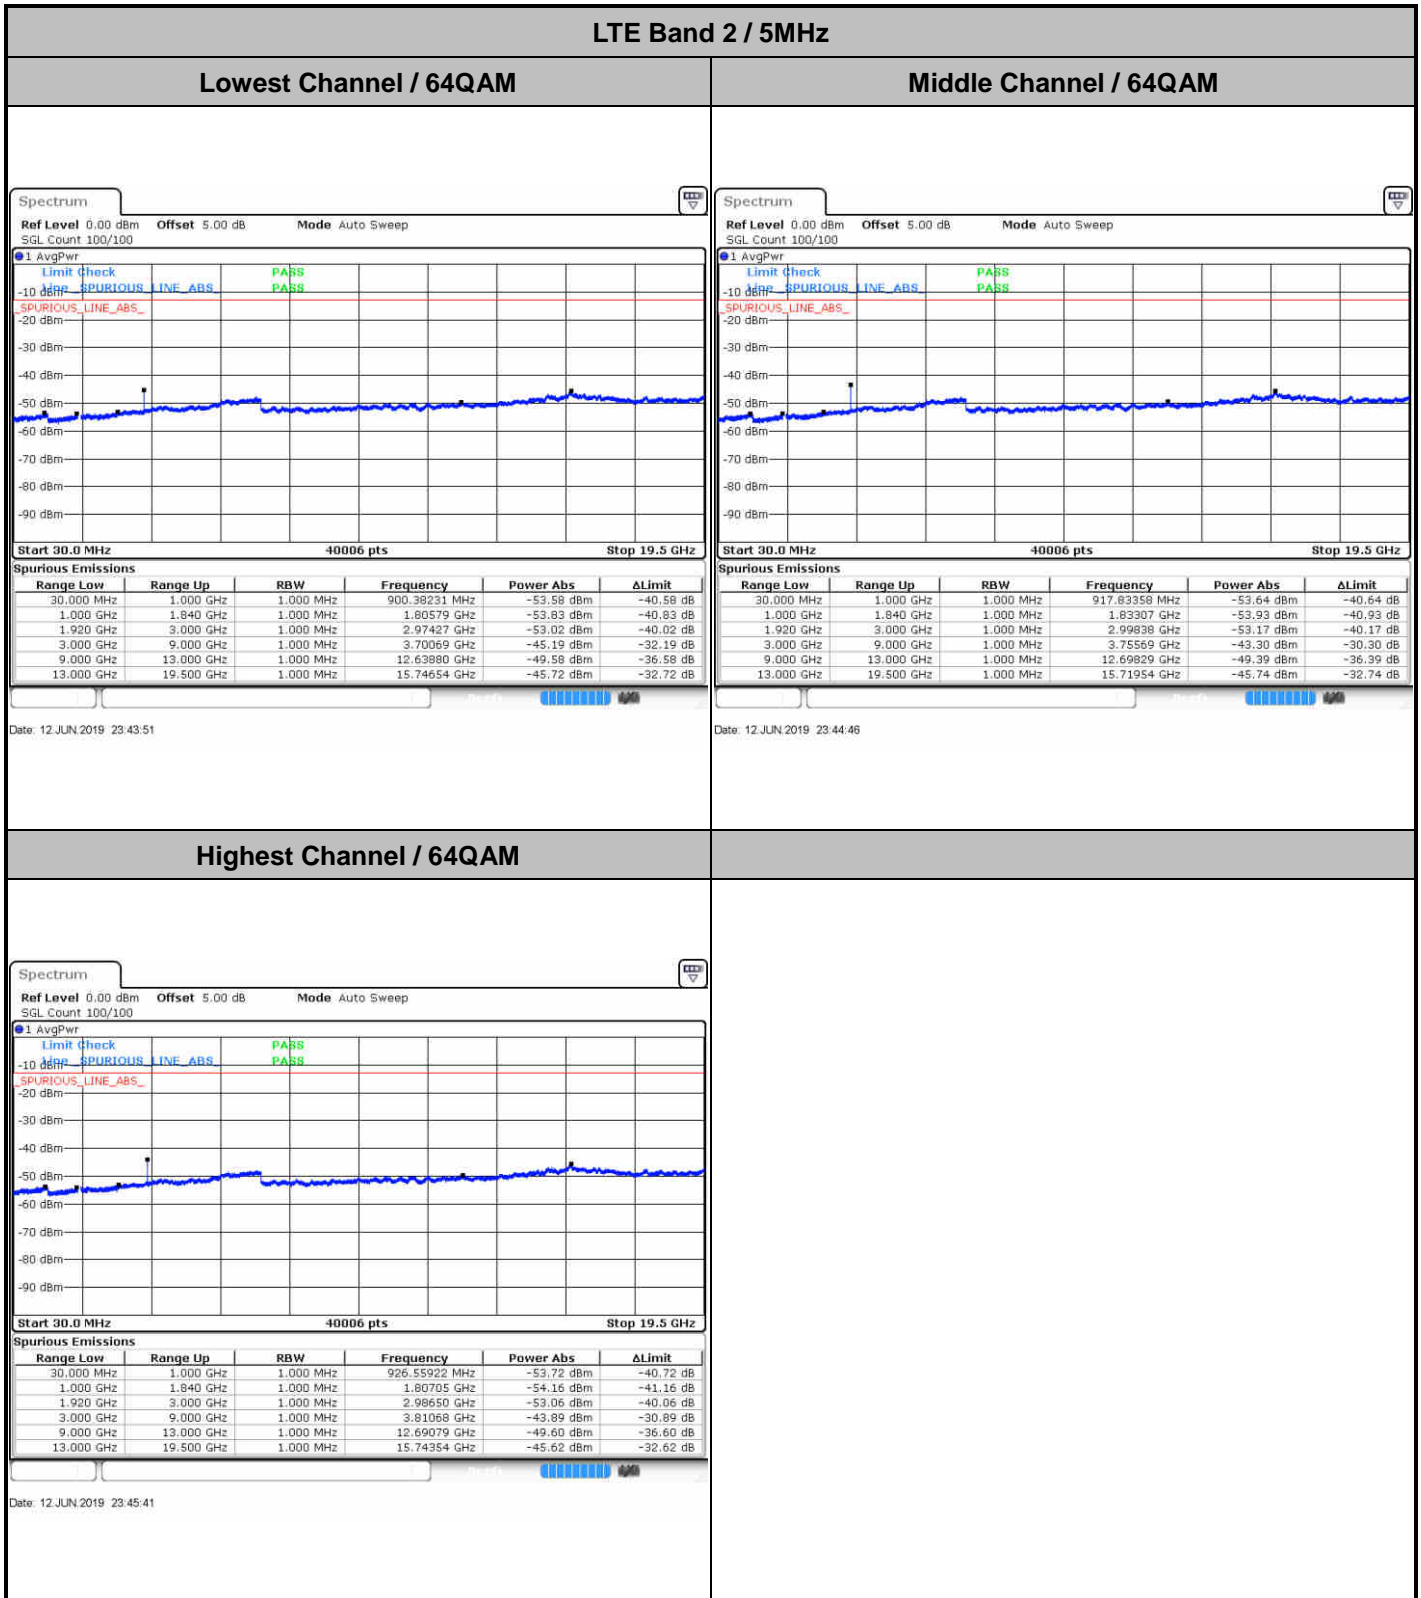 LTE Band 2 / 5MHz
Lowest Channel / 64QAM
Middle Channel / 64QAM
Spectrum
Ref Level 0.00 dBm Offset 5.00 dB Mode Auto Sweep
SGL Count 100/100
1 AvgPwr
Limit Check PASS
Line _SPURIOUS_LINE_ABS_ PASS
-10 dBm
_SPURIOUS_LINE_ABS_
-20 dBm
-30 dBm
-40 dBm
-50 dBm
-60 dBm
-70 dBm
-80 dBm
-90 dBm
Start 30.0 MHz 40006 pts Stop 19.5 GHz
Spurious Emissions
Range Low Range Up RBW Frequency Power Abs ΔLimit
30.000 MHz 1.000 GHz 1.000 MHz 900.38231 MHz -53.58 dBm -40.58 dB
1.000 GHz 1.840 GHz 1.000 MHz 1.80579 GHz -53.83 dBm -40.83 dB
1.920 GHz 3.000 GHz 1.000 MHz 2.97427 GHz -53.02 dBm -40.02 dB
3.000 GHz 9.000 GHz 1.000 MHz 3.70069 GHz -45.19 dBm -32.19 dB
9.000 GHz 13.000 GHz 1.000 MHz 12.63880 GHz -49.58 dBm -36.58 dB
13.000 GHz 19.500 GHz 1.000 MHz 15.74654 GHz -45.72 dBm -32.72 dB
Date: 12.JUN.2019 23:43:51
Spectrum
Ref Level 0.00 dBm Offset 5.00 dB Mode Auto Sweep
SGL Count 100/100
1 AvgPwr
Limit Check PASS
Line _SPURIOUS_LINE_ABS_ PASS
-10 dBm
_SPURIOUS_LINE_ABS_
-20 dBm
-30 dBm
-40 dBm
-50 dBm
-60 dBm
-70 dBm
-80 dBm
-90 dBm
Start 30.0 MHz 40006 pts Stop 19.5 GHz
Spurious Emissions
Range Low Range Up RBW Frequency Power Abs ΔLimit
30.000 MHz 1.000 GHz 1.000 MHz 917.83358 MHz -53.64 dBm -40.64 dB
1.000 GHz 1.840 GHz 1.000 MHz 1.83307 GHz -53.93 dBm -40.93 dB
1.920 GHz 3.000 GHz 1.000 MHz 2.99838 GHz -53.17 dBm -40.17 dB
3.000 GHz 9.000 GHz 1.000 MHz 3.75569 GHz -43.30 dBm -30.30 dB
9.000 GHz 13.000 GHz 1.000 MHz 12.69829 GHz -49.39 dBm -36.39 dB
13.000 GHz 19.500 GHz 1.000 MHz 15.71954 GHz -45.74 dBm -32.74 dB
Date: 12.JUN.2019 23:44:46
Highest Channel / 64QAM
Spectrum
Ref Level 0.00 dBm Offset 5.00 dB Mode Auto Sweep
SGL Count 100/100
1 AvgPwr
Limit Check PASS
Line _SPURIOUS_LINE_ABS_ PASS
-10 dBm
_SPURIOUS_LINE_ABS_
-20 dBm
-30 dBm
-40 dBm
-50 dBm
-60 dBm
-70 dBm
-80 dBm
-90 dBm
Start 30.0 MHz 40006 pts Stop 19.5 GHz
Spurious Emissions
Range Low Range Up RBW Frequency Power Abs ΔLimit
30.000 MHz 1.000 GHz 1.000 MHz 926.55922 MHz -53.72 dBm -40.72 dB
1.000 GHz 1.840 GHz 1.000 MHz 1.80705 GHz -54.16 dBm -41.16 dB
1.920 GHz 3.000 GHz 1.000 MHz 2.98650 GHz -53.06 dBm -40.06 dB
3.000 GHz 9.000 GHz 1.000 MHz 3.81068 GHz -43.89 dBm -30.89 dB
9.000 GHz 13.000 GHz 1.000 MHz 12.69079 GHz -49.60 dBm -36.60 dB
13.000 GHz 19.500 GHz 1.000 MHz 15.74354 GHz -45.62 dBm -32.62 dB
Date: 12.JUN.2019 23:45:41